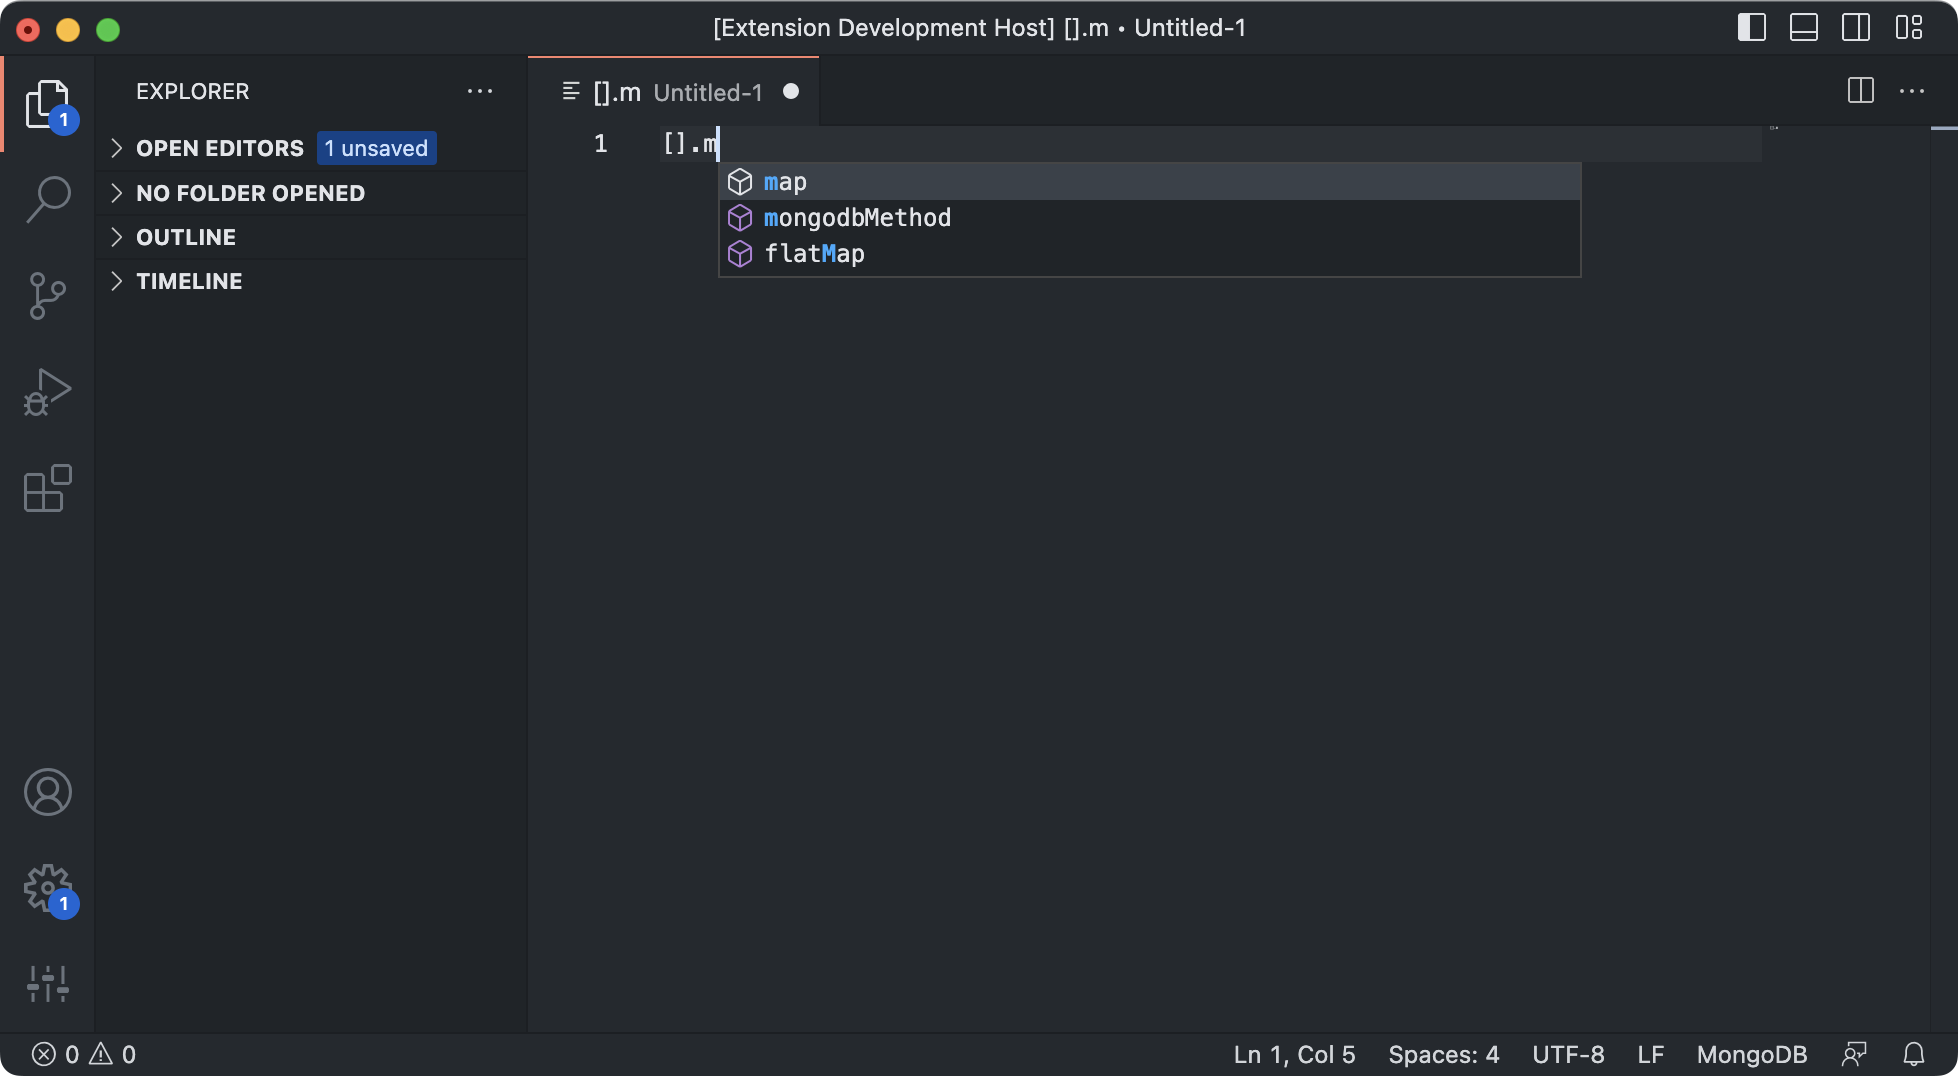 [Extension Development Host] [].m • Untitled-1
EXPLORER
1
OPEN EDITORS 1 unsaved
NO FOLDER OPENED
OUTLINE
TIMELINE
[].m Untitled-1
1 [].m
map
mongodbMethod
flatMap
1
0 0
Ln 1, Col 5 Spaces: 4 UTF-8 LF MongoDB